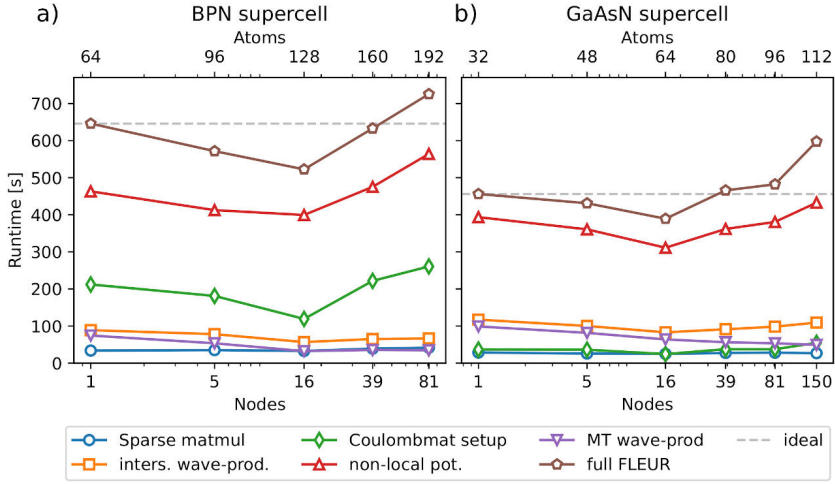 a) BPN supercell
Atoms
64 96 128 160 192
Runtime [s]
700
600
500
400
300
200
100
0
1 5 16 39 81
Nodes
b) GaAsN supercell
Atoms
32 48 64 80 96 112
1 5 16 39 81 150
Nodes
Sparse matmul
inters. wave-prod.
Coulombmat setup
non-local pot.
MT wave-prod
full FLEUR
ideal